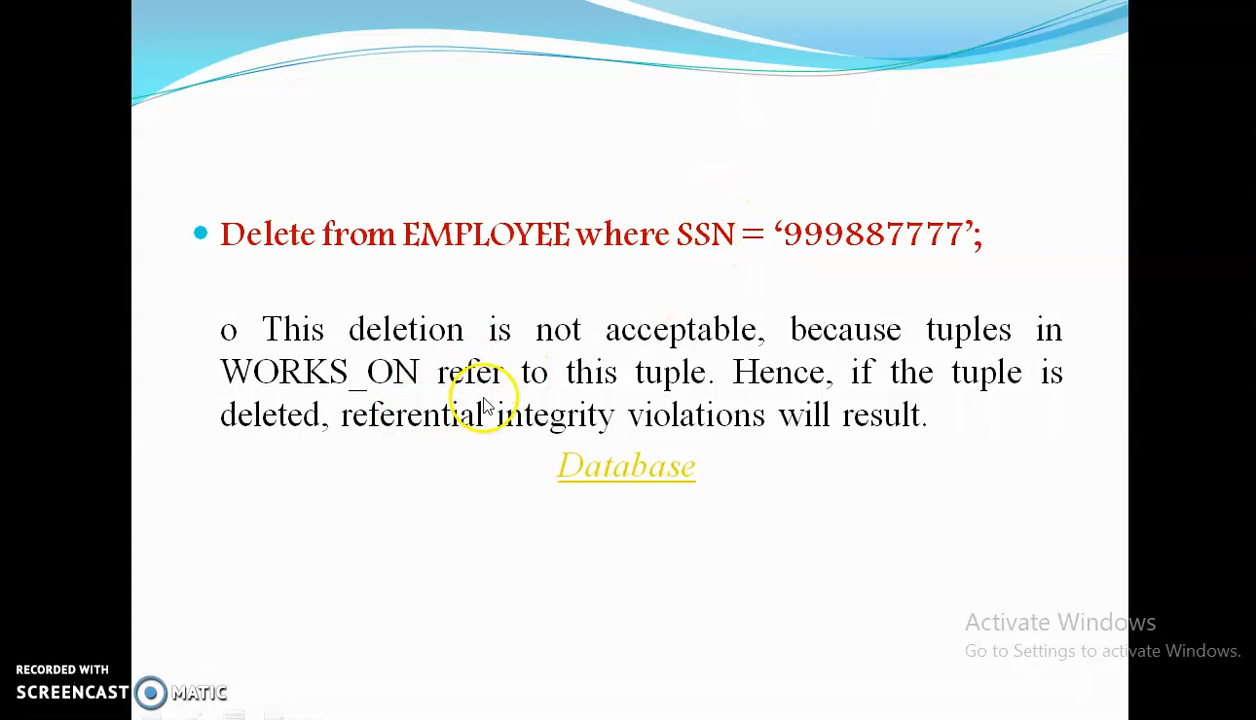 Delete from EMPLOYEE where SSN = ‘999887777’;
o This deletion is not acceptable, because tuples in
WORKS_ON refer to this tuple. Hence, if the tuple is
deleted, referential integrity violations will result.
Database
Activate Windows
Go to Settings to activate Windows.
RECORDED WITH
SCREENCAST MATIC